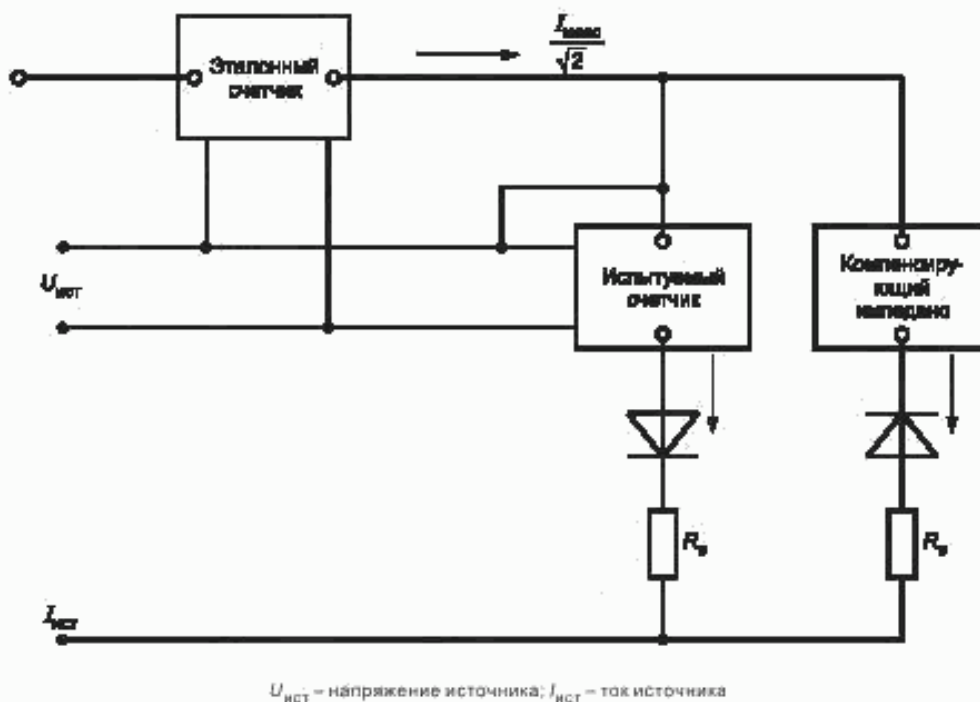 Эталонный
счетчик
Iмакс
√2
Uист
Испытуемый
счетчик
Компенсиру-
ющий
импеданс
Rв
Rв
Iист
Uист – напряжение источника; Iист – ток источника